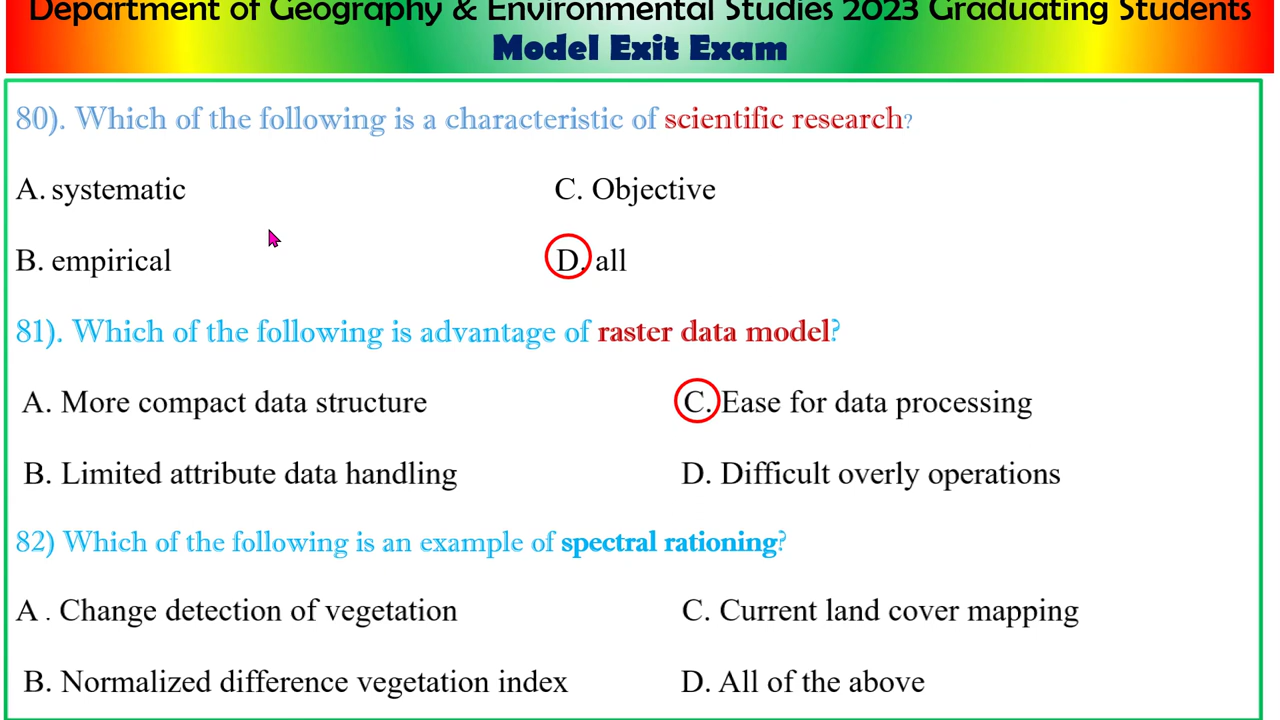 Department of Geography & Environmental Studies 2023 Graduating Students
Model Exit Exam
80). Which of the following is a characteristic of scientific research?
A. systematic C. Objective
B. empirical D. all
81). Which of the following is advantage of raster data model?
A. More compact data structure C. Ease for data processing
B. Limited attribute data handling D. Difficult overly operations
82) Which of the following is an example of spectral rationing?
A . Change detection of vegetation C. Current land cover mapping
B. Normalized difference vegetation index D. All of the above